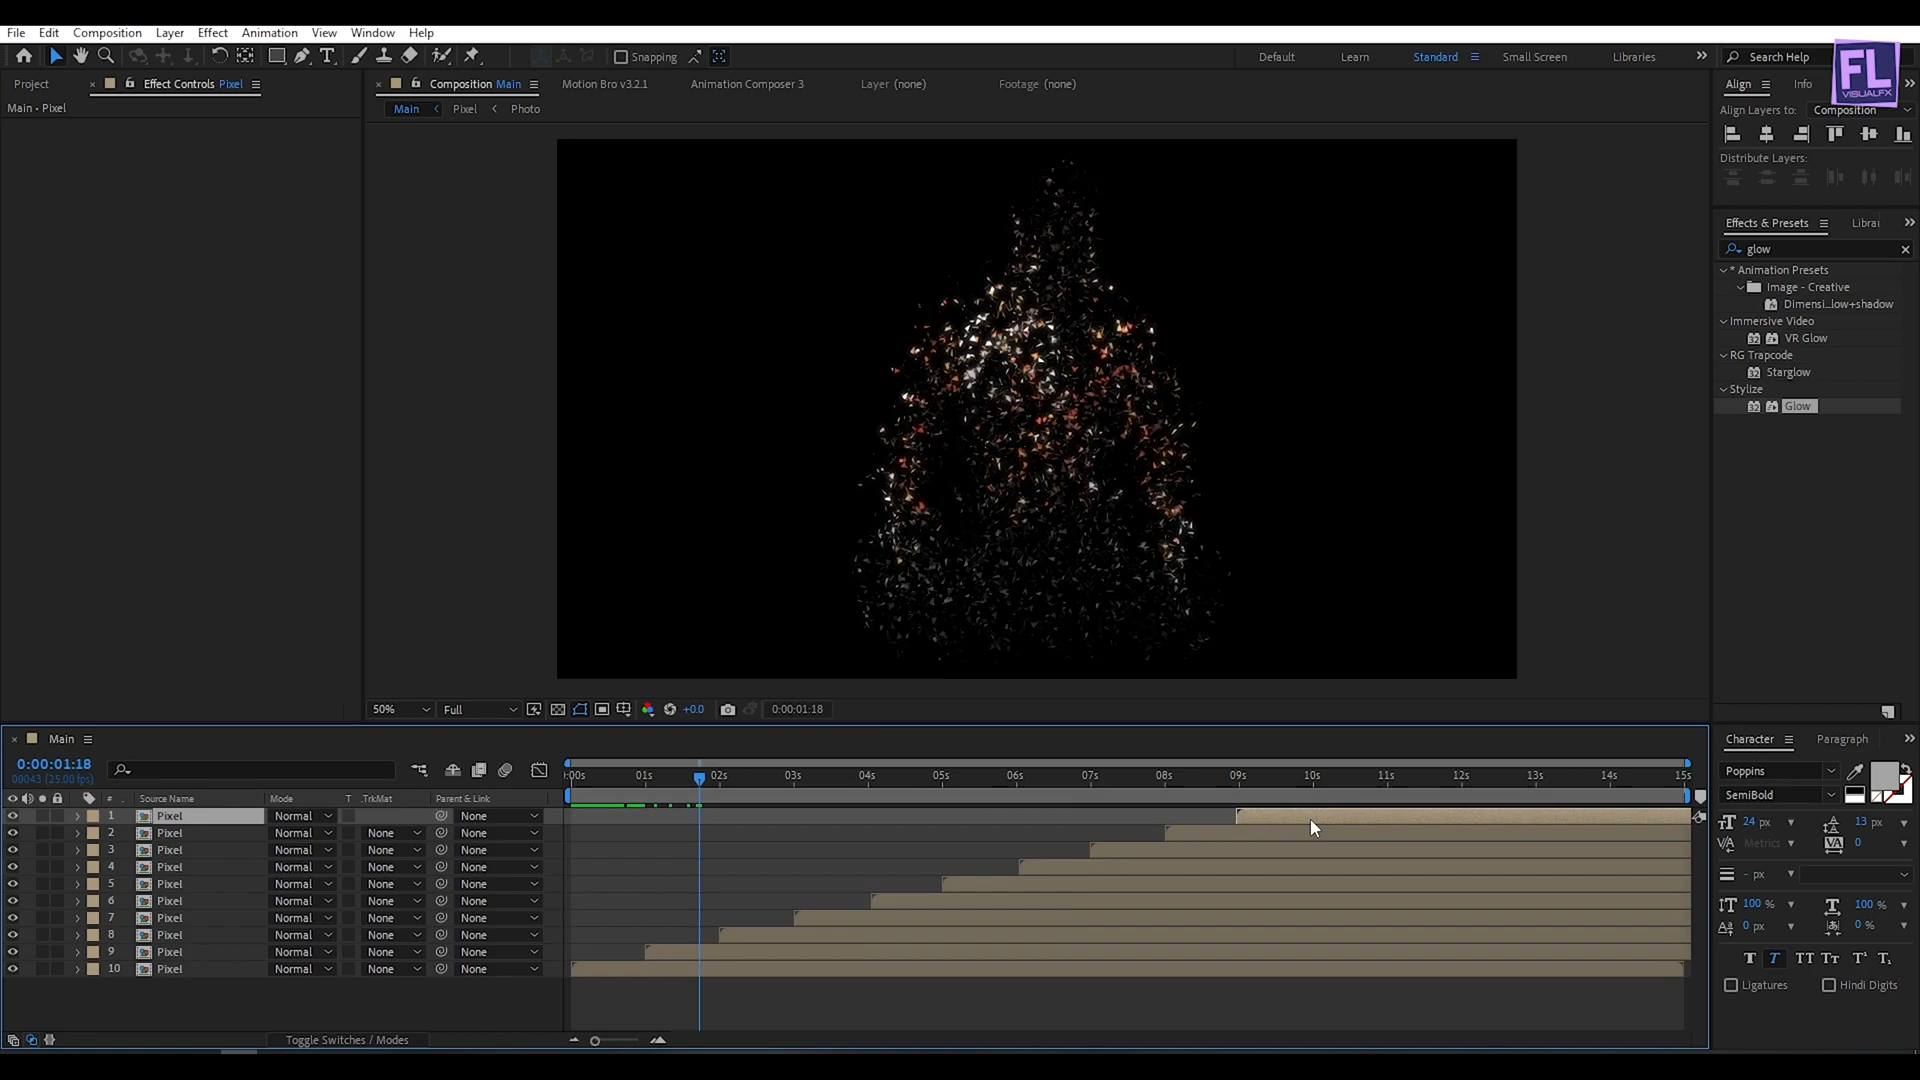 File Edit Composition Layer Effect Animation View Window Help
Snapping Default Learn Standard Small Screen Libraries Search Help
FL
VISUALFX
Project Effect Controls Pixel
Main • Pixel
Composition Main Motion Bro v3.2.1 Animation Composer 3 Layer (none) Footage (none)
Main Pixel Photo
Align Info
Align Layers to: Composition
Distribute Layers:
Effects & Presets Librai
glow
* Animation Presets
Image - Creative
Dimensi...low+shadow
Immersive Video
VR Glow
RG Trapcode
Starglow
Stylize
Glow
50% Full +0.0 0:00:01:18
Main
0:00:01:18
00043 (25.00 fps)
:00s 01s 02s 03s 04s 05s 06s 07s 08s 09s 10s 11s 12s 13s 14s 15s
# Source Name Mode T .TrkMat Parent & Link
1 Pixel Normal None
2 Pixel Normal None None
3 Pixel Normal None None
4 Pixel Normal None None
5 Pixel Normal None None
6 Pixel Normal None None
7 Pixel Normal None None
8 Pixel Normal None None
9 Pixel Normal None None
10 Pixel Normal None None
Toggle Switches / Modes
Character Paragraph
Poppins
SemiBold
24 px 13 px
Metrics 0
- px
100 % 100 %
0 px 0 %
T T TT Tt T¹ T₁
Ligatures Hindi Digits